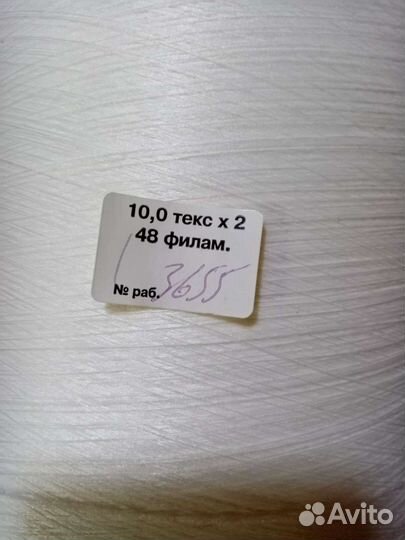 10,0 текс х 2
48 филам.
№ раб. 3655
Avito